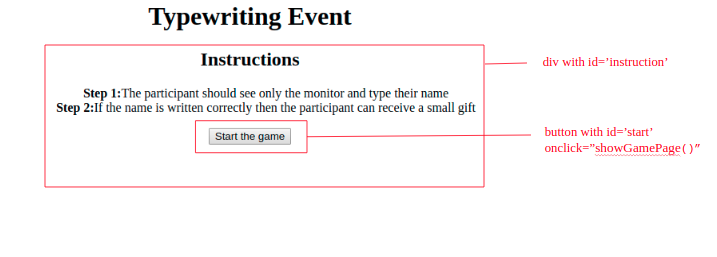 Typewriting Event
Instructions
div with id='instruction'
Step 1:The participant should see only the monitor and type their name
Step 2:If the name is written correctly then the participant can receive a small gift
Start the game
button with id='start'
onclick="showGamePage()"